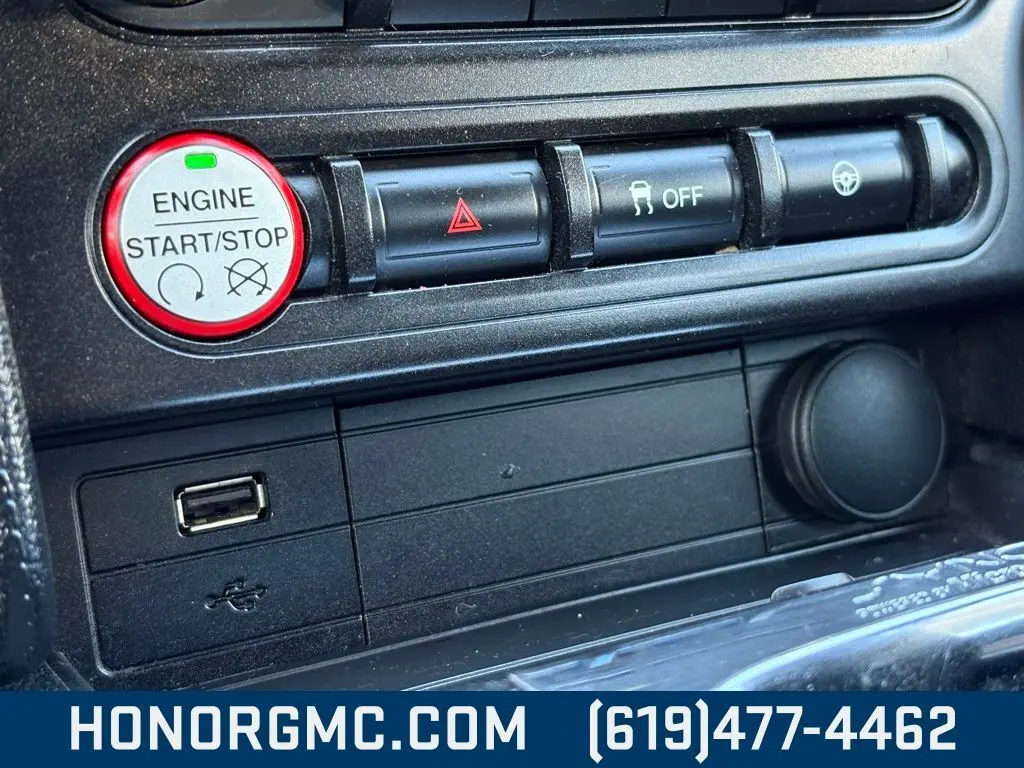 ENGINE
START/STOP
OFF
HONORGMC.COM (619)477-4462